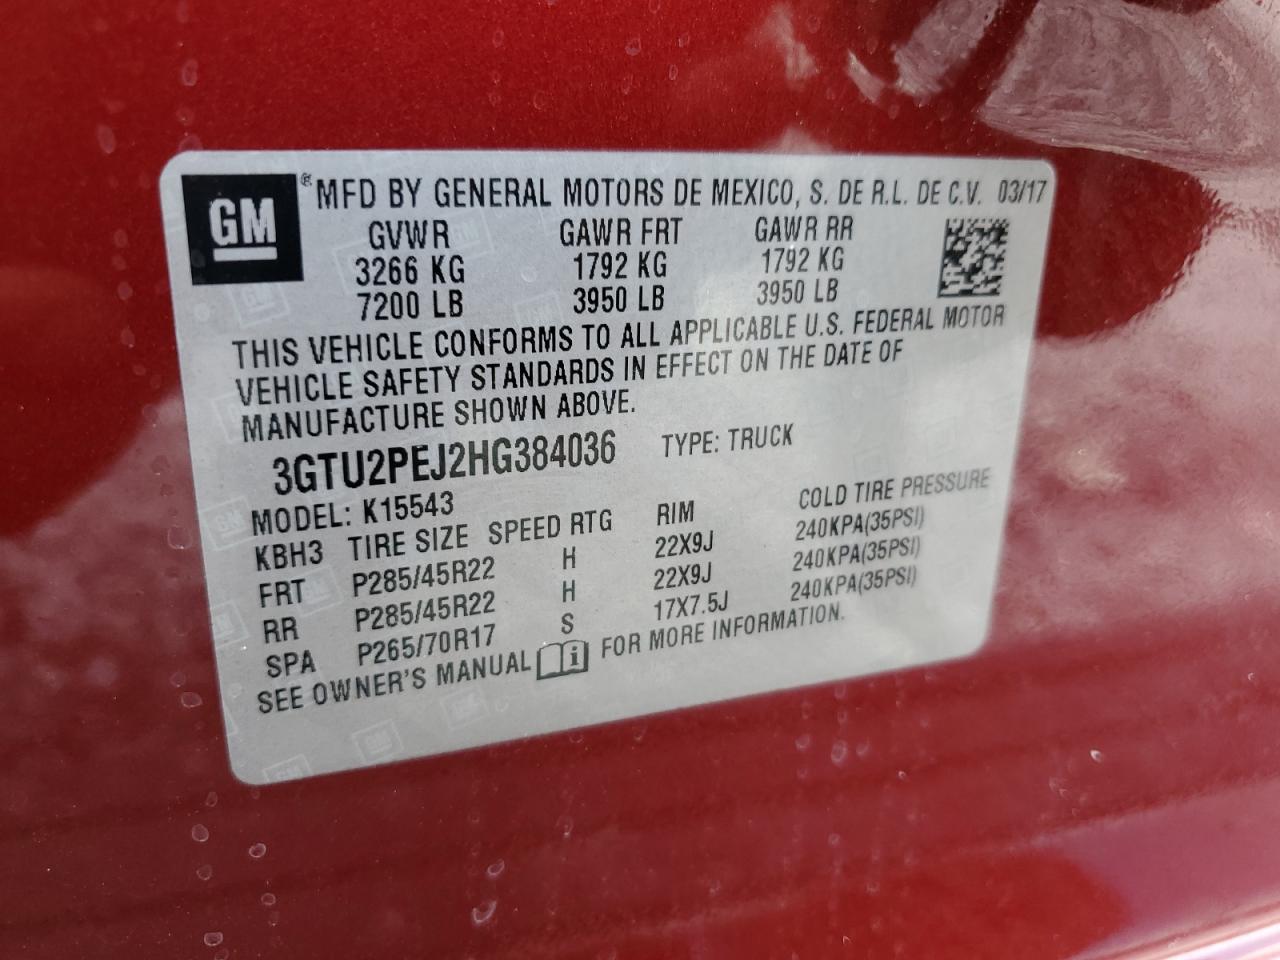 GM ® MFD BY GENERAL MOTORS DE MEXICO, S. DE R.L. DE C.V. 03/17
GVWR GAWR FRT GAWR RR
3266 KG 1792 KG 1792 KG
7200 LB 3950 LB 3950 LB
THIS VEHICLE CONFORMS TO ALL APPLICABLE U.S. FEDERAL MOTOR
VEHICLE SAFETY STANDARDS IN EFFECT ON THE DATE OF
MANUFACTURE SHOWN ABOVE.
3GTU2PEJ2HG384036 TYPE: TRUCK
MODEL: K15543
KBH3 TIRE SIZE SPEED RTG RIM COLD TIRE PRESSURE
FRT P285/45R22 H 22X9J 240KPA(35PSI)
RR P285/45R22 H 22X9J 240KPA(35PSI)
SPA P265/70R17 S 17X7.5J 240KPA(35PSI)
SEE OWNER'S MANUAL i FOR MORE INFORMATION.